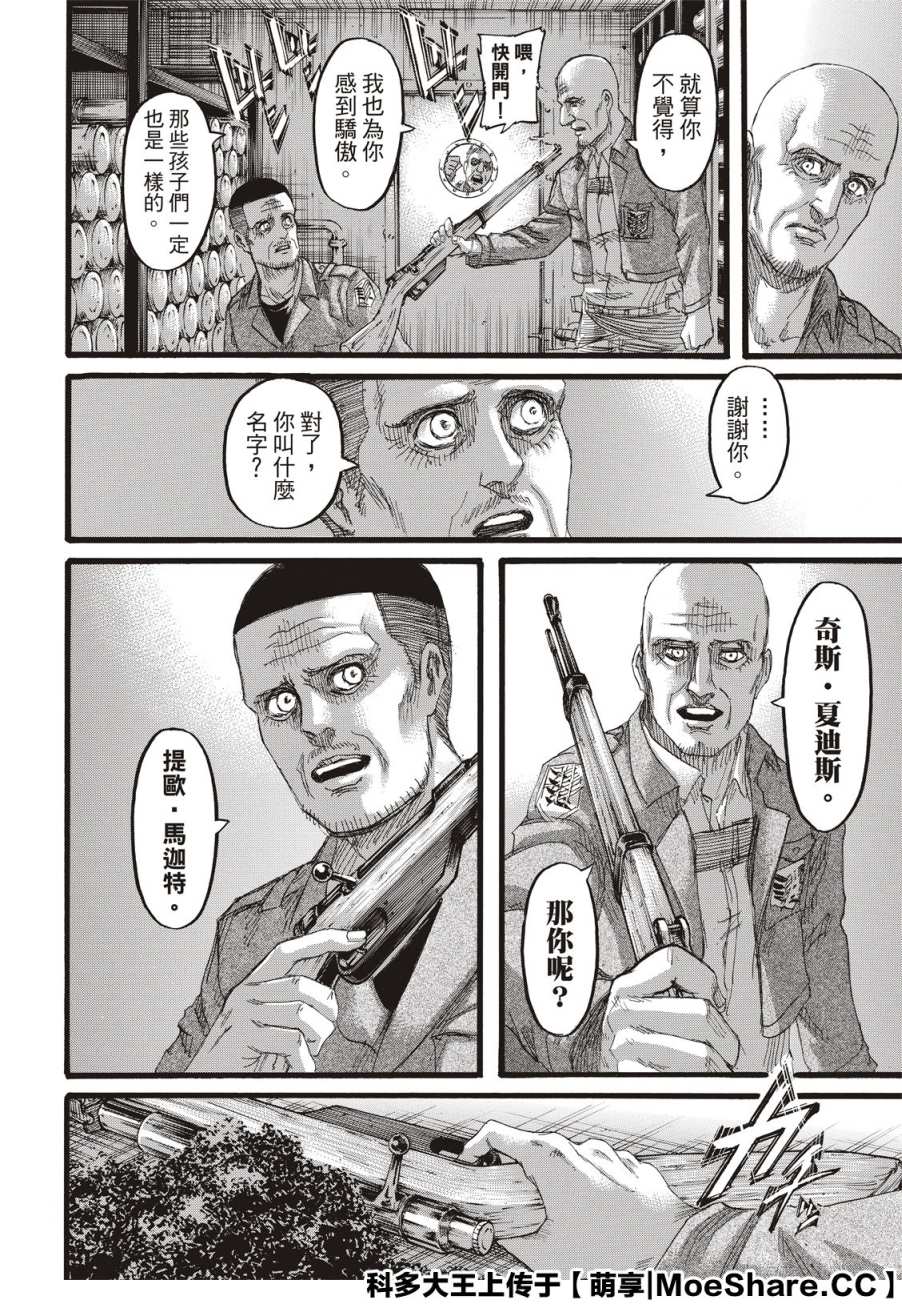 就算你
不覺得，
喂，
快開門！
我也為你
感到驕傲。
那些孩子們一定
也是一樣的。
……
謝謝你。
對了，
你叫什麼
名字？
奇斯・夏迪斯。
那你呢？
提歐・馬迦特。
ガチッ
科多大王上传于【萌享|MoeShare.CC】